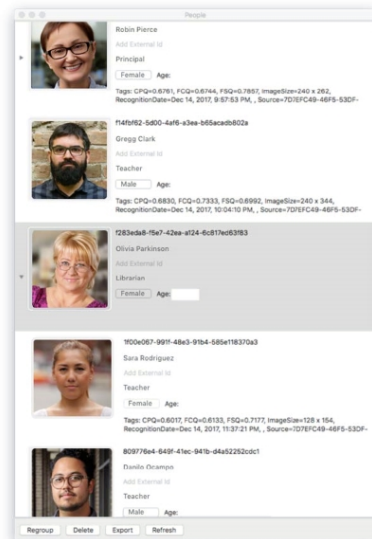 People
Robin Pierce
Add External Id
Principal
Female Age:
Tags: CPQ=0.6761, FCQ=0.6744, FSQ=0.7857, ImageSize=240 x 262,
RecognitionDate=Dec 14, 2017, 9:57:53 PM, , Source=7D7EFC49-46F5-53DF-
f14fbf62-5d00-4af6-a3ea-b65acadb802a
Gregg Clark
Add External Id
Teacher
Male Age:
Tags: CPQ=0.6830, FCQ=0.7333, FSQ=0.6992, ImageSize=240 x 344,
RecognitionDate=Dec 14, 2017, 10:04:10 PM, , Source=7D7EFC49-46F5-53DF-
f283eda8-f5e7-42ea-a124-6c817ed63f83
Olivia Parkinson
Add External Id
Librarian
Female Age:
1f00e067-991f-48e3-91b4-585e118370a3
Sara Rodriguez
Add External Id
Teacher
Female Age:
Tags: CPQ=0.6017, FCQ=0.6133, FSQ=0.7177, ImageSize=128 x 154,
RecognitionDate=Dec 14, 2017, 11:37:21 PM, , Source=7D7EFC49-46F5-53DF-
809776e4-649f-41ec-941b-d4a52252cdc1
Danilo Ocampo
Add External Id
Teacher
Male Age:
Regroup Delete Export Refresh